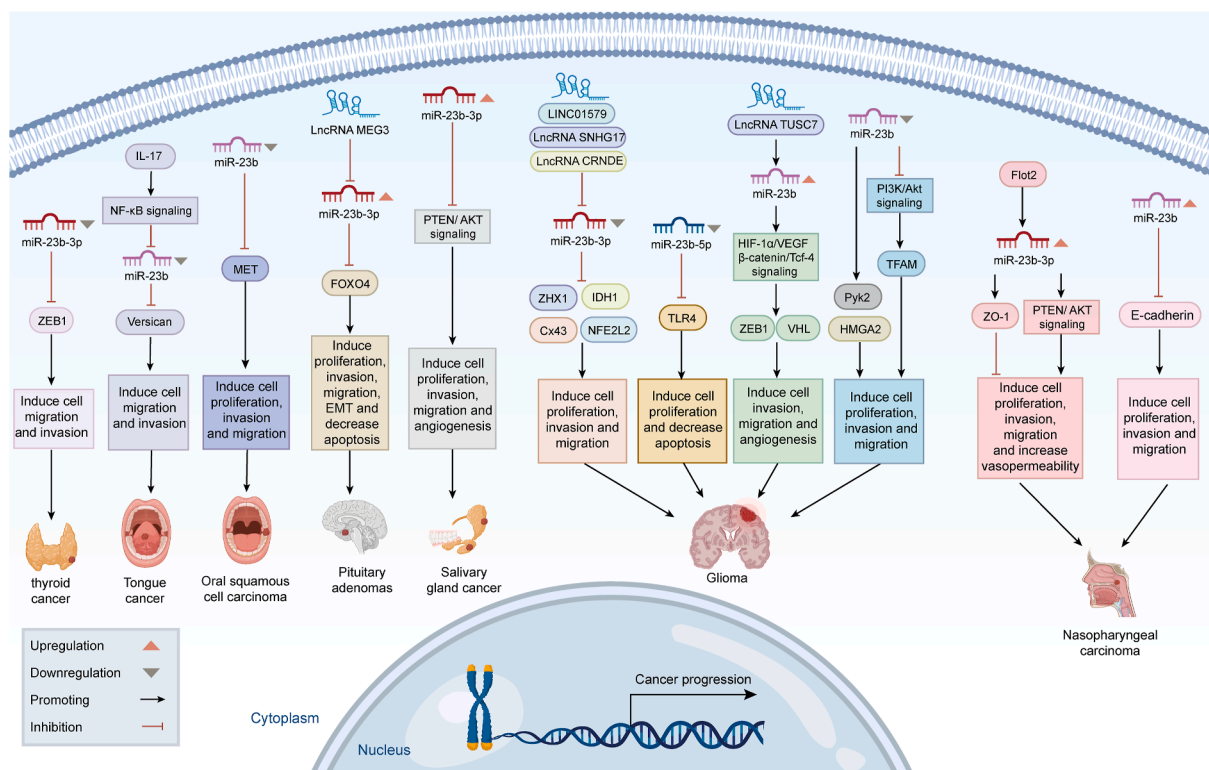 miR-23b-3p
ZEB1
Induce cell
migration
and invasion
thyroid
cancer
IL-17
NF-κB signaling
miR-23b
Versican
Induce cell
migration
and invasion
Tongue
cancer
miR-23b
MET
Induce cell
proliferation,
invasion
and migration
Oral squamous
cell carcinoma
LncRNA MEG3
miR-23b-3p
FOXO4
Induce cell
proliferation,
invasion,
migration,
EMT and
decrease
apoptosis
Pituitary
adenomas
miR-23b-3p
PTEN/ AKT
signaling
Induce cell
proliferation,
invasion,
migration and
angiogenesis
Salivary
gland cancer
LINC01579
LncRNA SNHG17
LncRNA CRNDE
miR-23b-3p
ZHX1
IDH1
Cx43
NFE2L2
Induce cell
proliferation,
invasion and
migration
miR-23b-5p
TLR4
Induce cell
proliferation
and decrease
apoptosis
LncRNA TUSC7
miR-23b
HIF-1α/VEGF
β-catenin/Tcf-4
signaling
ZEB1
VHL
Induce cell
invasion,
migration and
angiogenesis
miR-23b
PI3K/Akt
signaling
TFAM
Pyk2
HMGA2
Induce cell
proliferation,
invasion and
migration
Glioma
Flot2
miR-23b-3p
ZO-1
PTEN/ AKT
signaling
Induce cell
proliferation,
invasion,
migration
and increase
vasopermeability
miR-23b
E-cadherin
Induce cell
proliferation,
invasion and
migration
Nasopharyngeal
carcinoma
Upregulation
Downregulation
Promoting
Inhibition
Cytoplasm
Nucleus
Cancer progression